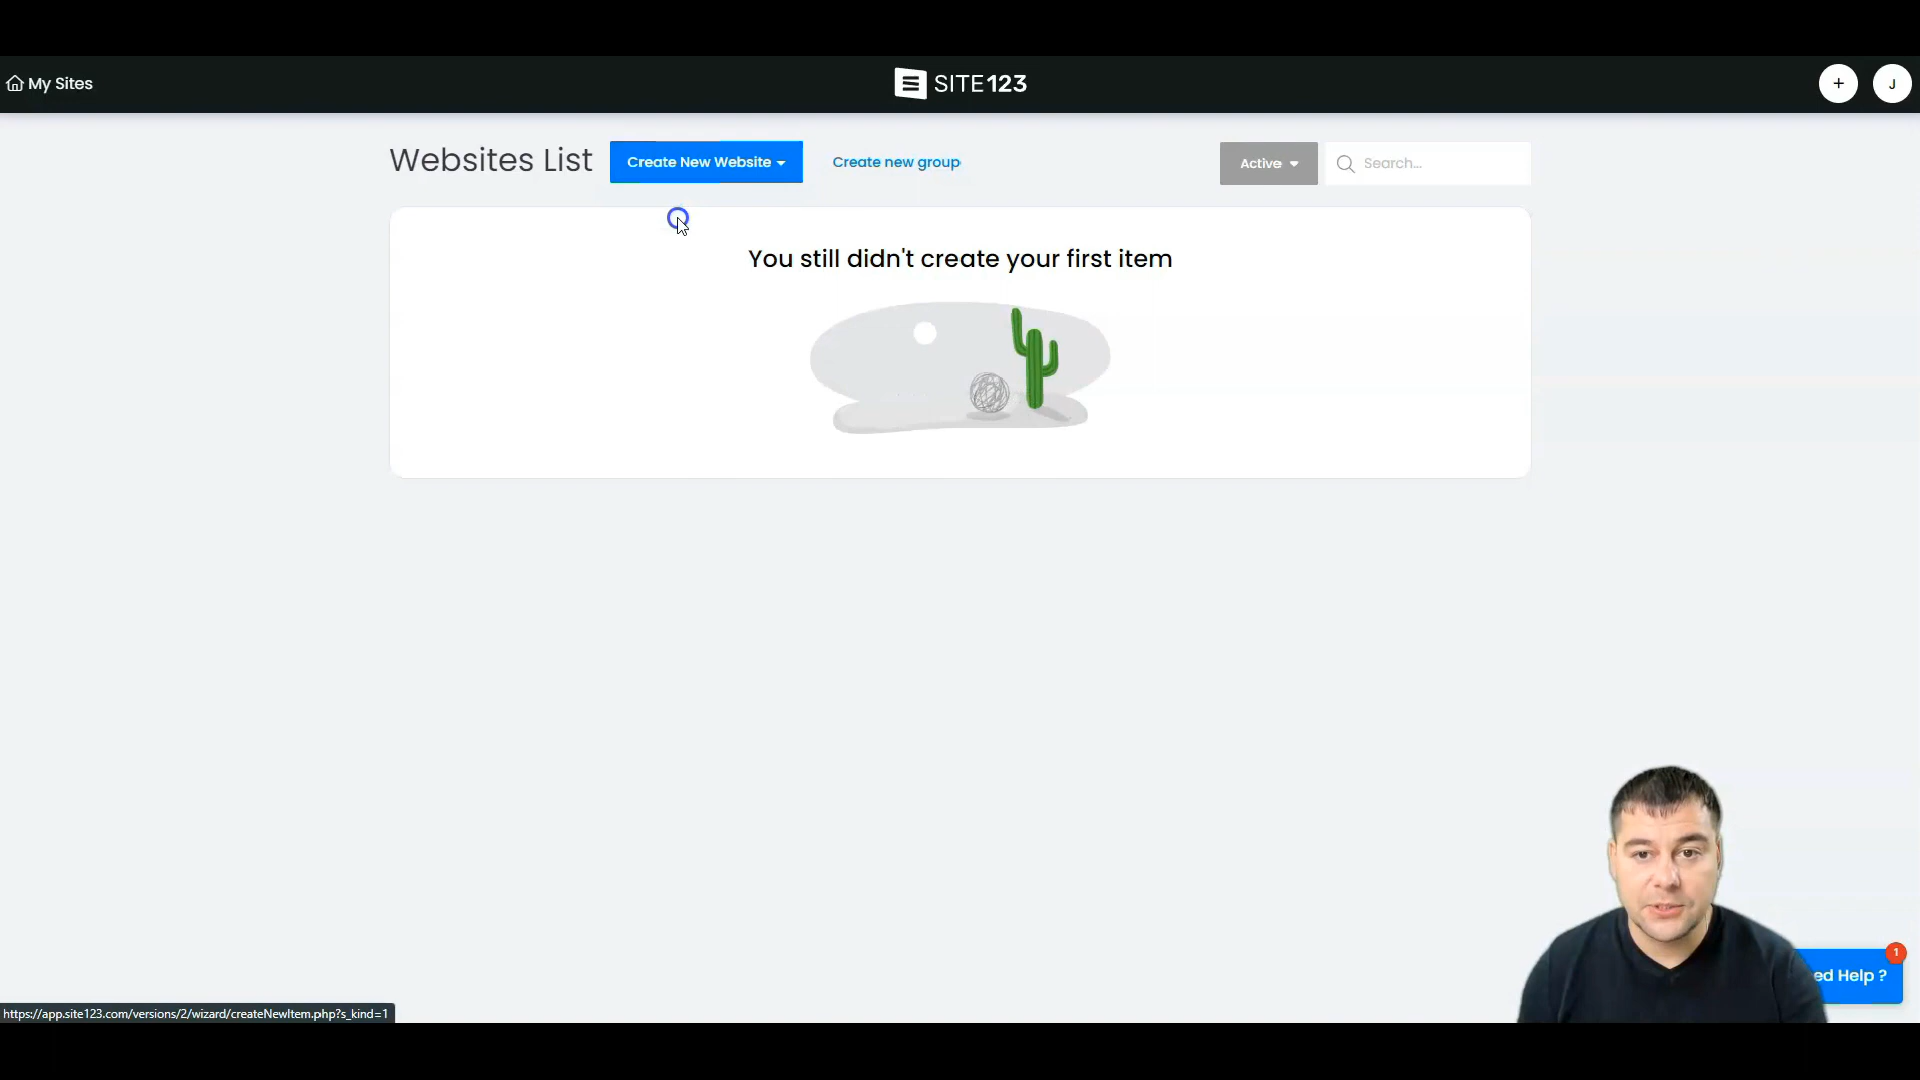 My Sites
SITE123
+
J
Websites List
Create New Website
Create new group
Active
Search...
You still didn't create your first item
1
ed Help ?
https://app.site123.com/versions/2/wizard/createNewItem.php?s_kind=1